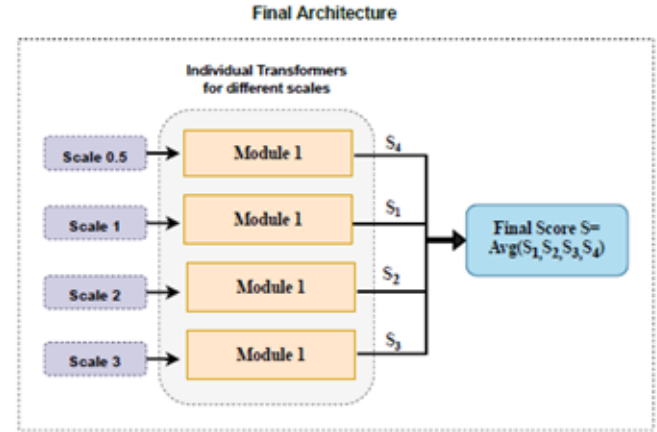 Final Architecture
Individual Transformers
for different scales
Scale 0.5
Module 1
S4
Scale 1
Module 1
S1
Scale 2
Module 1
S2
Scale 3
Module 1
S3
Final Score S=
Avg(S1,S2,S3,S4)